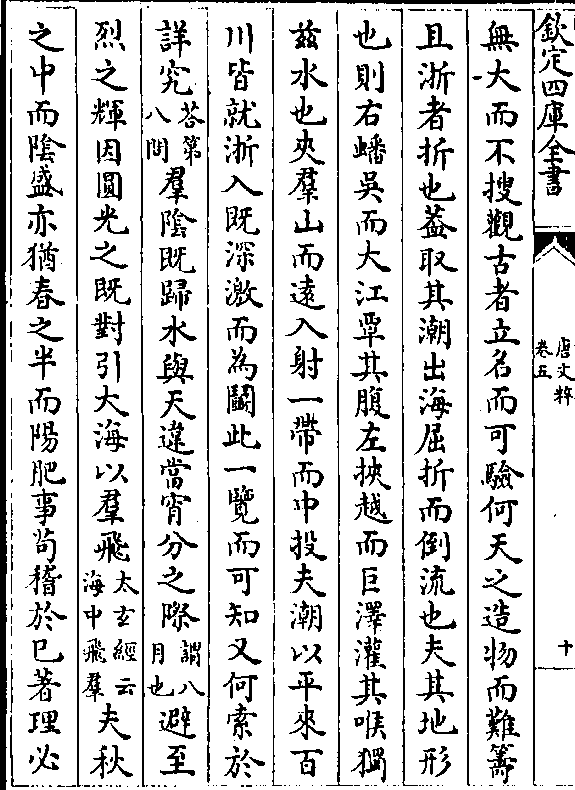 欽定四庫全書
唐文粹
卷五
十
無大而不搜觀古者立名而可驗何天之造物而難籌
且浙者折也葢取其潮出海屈折而倒流也夫其地形
也則右蟠吳而大江覃其腹左挾越而巨澤灌其喉獨
兹水也夾羣山而遠入射一帶而中投夫潮以平來百
川皆就浙入既深激而為鬭此一覽而可知又何索於
詳究荅第八問羣陰既歸水與天違當宵分之際謂八月也避至
烈之輝因圓光之既對引大海以羣飛太玄經云海中飛羣夫秋
之中而陰盛亦猶春之半而陽肥事苟稽於已著理必